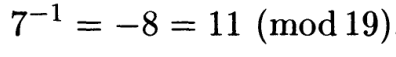 7⁻¹ = −8 = 11 (mod 19)